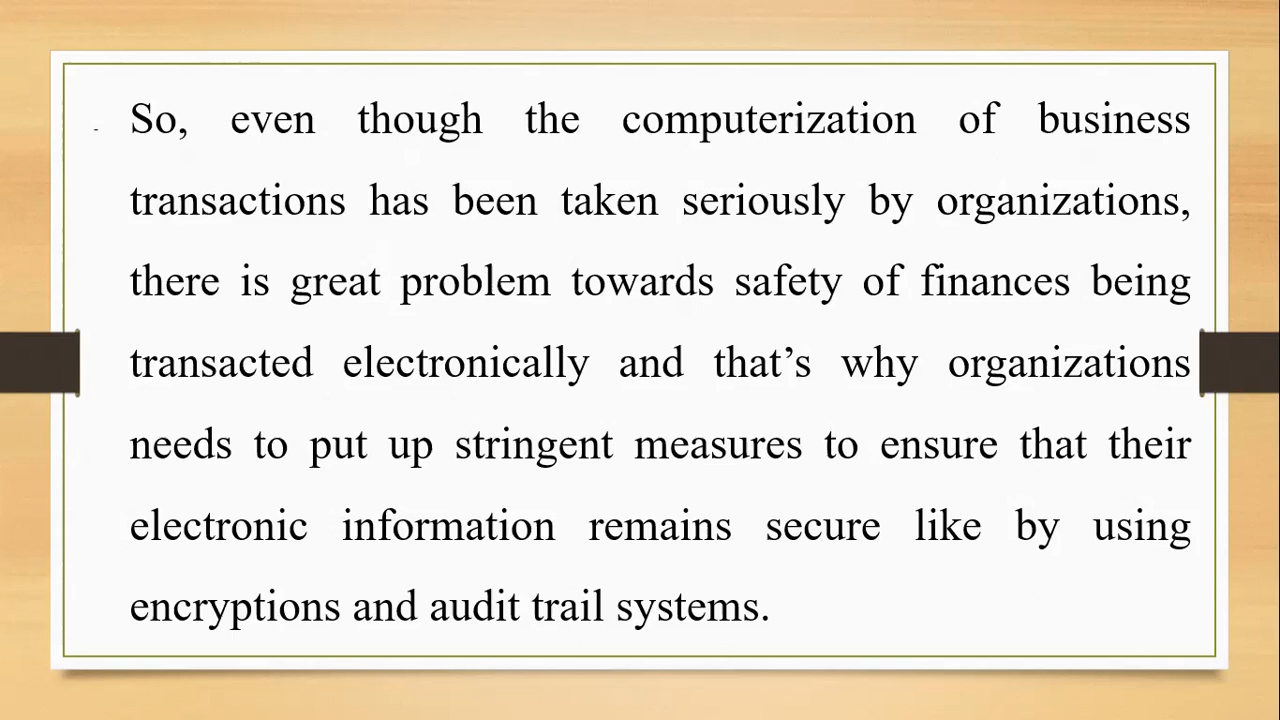 So, even though the computerization of business
transactions has been taken seriously by organizations,
there is great problem towards safety of finances being
transacted electronically and that’s why organizations
needs to put up stringent measures to ensure that their
electronic information remains secure like by using
encryptions and audit trail systems.